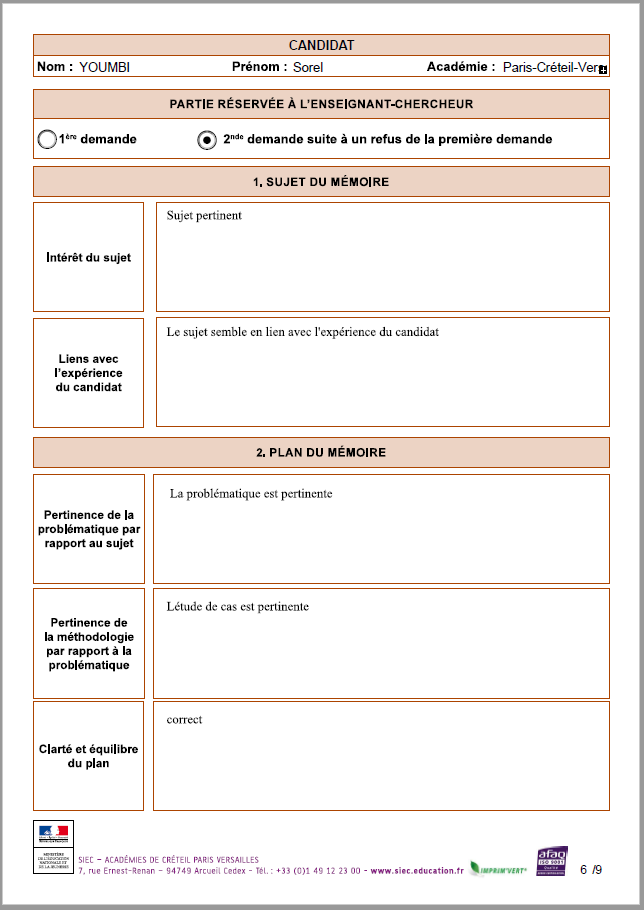 CANDIDAT
Nom : YOUMBI Prénom : Sorel Académie : Paris-Créteil-Vers
PARTIE RÉSERVÉE À L'ENSEIGNANT-CHERCHEUR
1ère demande 2nde demande suite à un refus de la première demande
1. SUJET DU MÉMOIRE
Intérêt du sujet
Sujet pertinent
Liens avec
l'expérience
du candidat
Le sujet semble en lien avec l'expérience du candidat
2. PLAN DU MÉMOIRE
Pertinence de la
problématique par
rapport au sujet
La problématique est pertinente
Pertinence de
la méthodologie
par rapport à la
problématique
Létude de cas est pertinente
Clarté et équilibre
du plan
correct
MINISTÈRE
DE L'ÉDUCATION
NATIONALE ET
DE LA JEUNESSE
SIEC – ACADÉMIES DE CRÉTEIL PARIS VERSAILLES
7, rue Ernest-Renan – 94749 Arcueil Cedex - Tél. : +33 (0)1 49 12 23 00 - www.siec.education.fr
IMPRIM'VERT®
afaq
ISO 9001
6 /9